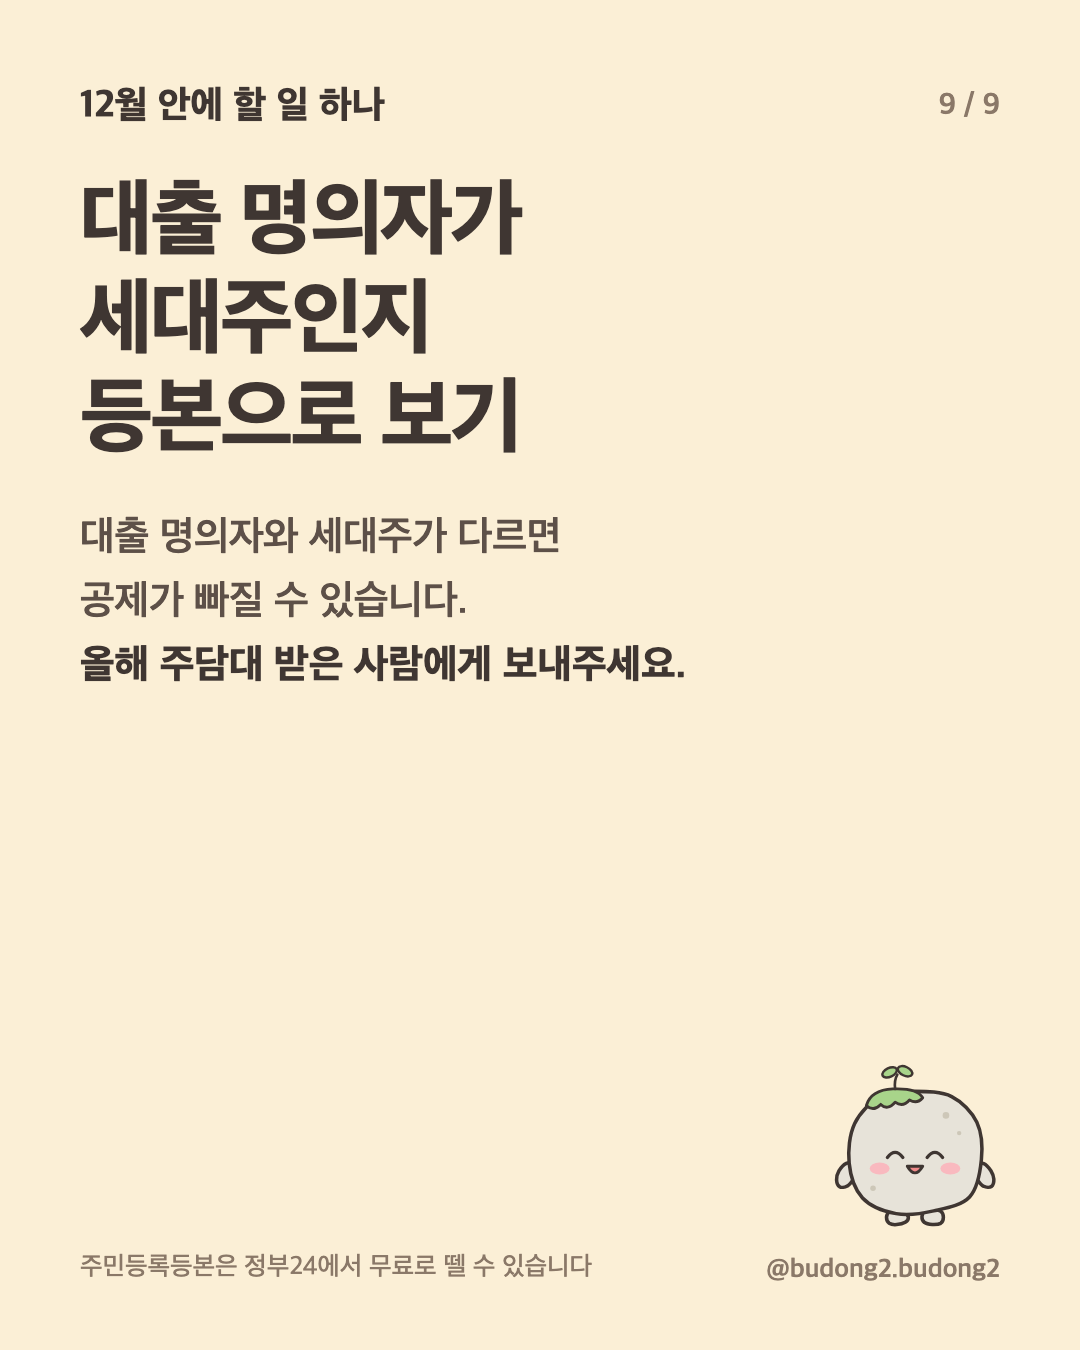 12월 안에 할 일 하나
9 / 9
대출 명의자가
세대주인지
등본으로 보기
대출 명의자와 세대주가 다르면
공제가 빠질 수 있습니다.
올해 주담대 받은 사람에게 보내주세요.
주민등록등본은 정부24에서 무료로 뗄 수 있습니다
@budong2.budong2